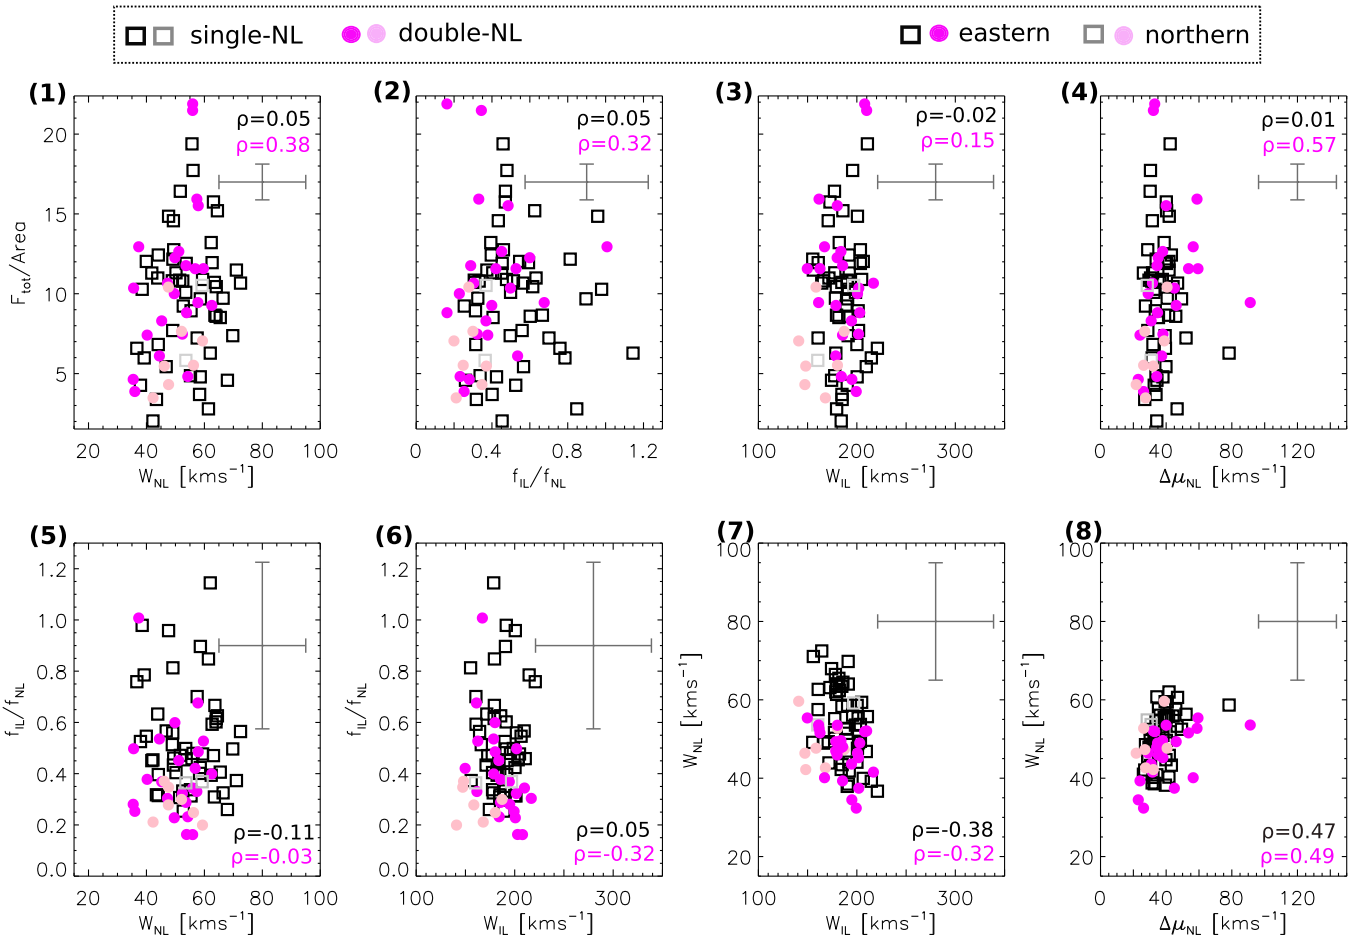 single-NL double-NL eastern northern
(1) (2) (3) (4)
ρ=0.05 ρ=0.05 ρ=-0.02 ρ=0.01
ρ=0.38 ρ=0.32 ρ=0.15 ρ=0.57
20
15
10
5
F_tot/Area
20 40 60 80 100 0 0.4 0.8 1.2 100 200 300 0 40 80 120
W_NL [kms⁻¹] f_IL/f_NL W_IL [kms⁻¹] Δμ_NL [kms⁻¹]
(5) (6) (7) (8)
1.2 1.2 100 100
1.0 1.0 80 80
0.8 0.8 60 60
0.6 0.6 40 40
0.4 0.4 20 20
0.2 0.2
0.0 0.0
f_IL/f_NL f_IL/f_NL W_NL [kms⁻¹] W_NL [kms⁻¹]
ρ=-0.11 ρ=0.05 ρ=-0.38 ρ=0.47
ρ=-0.03 ρ=-0.32 ρ=-0.32 ρ=0.49
20 40 60 80 100 100 200 300 100 200 300 0 40 80 120
W_NL [kms⁻¹] W_IL [kms⁻¹] W_IL [kms⁻¹] Δμ_NL [kms⁻¹]